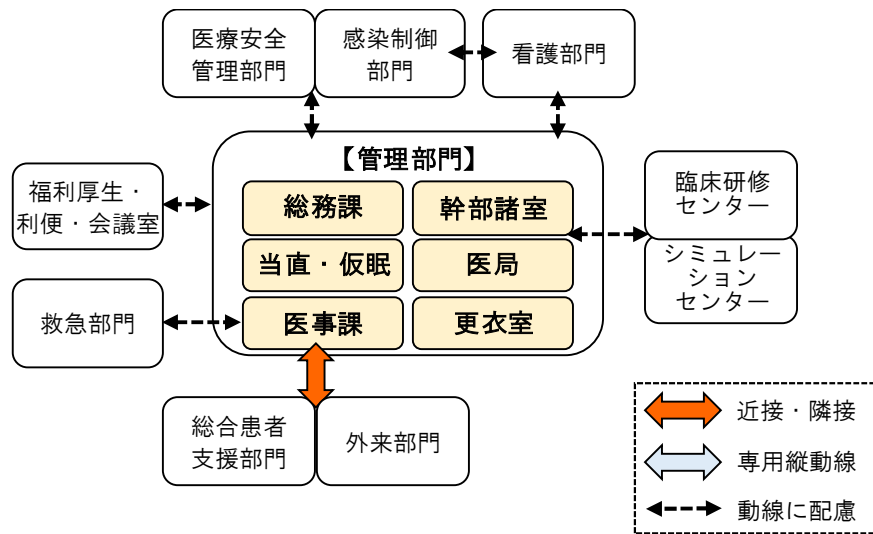 医療安全
管理部門
感染制御
部門
看護部門
【管理部門】
福利厚生・
利便・会議室
総務課
幹部諸室
臨床研修
センター
当直・仮眠
医局
シミュレー
ション
センター
救急部門
医事課
更衣室
総合患者
支援部門
外来部門
近接・隣接
専用縦動線
動線に配慮